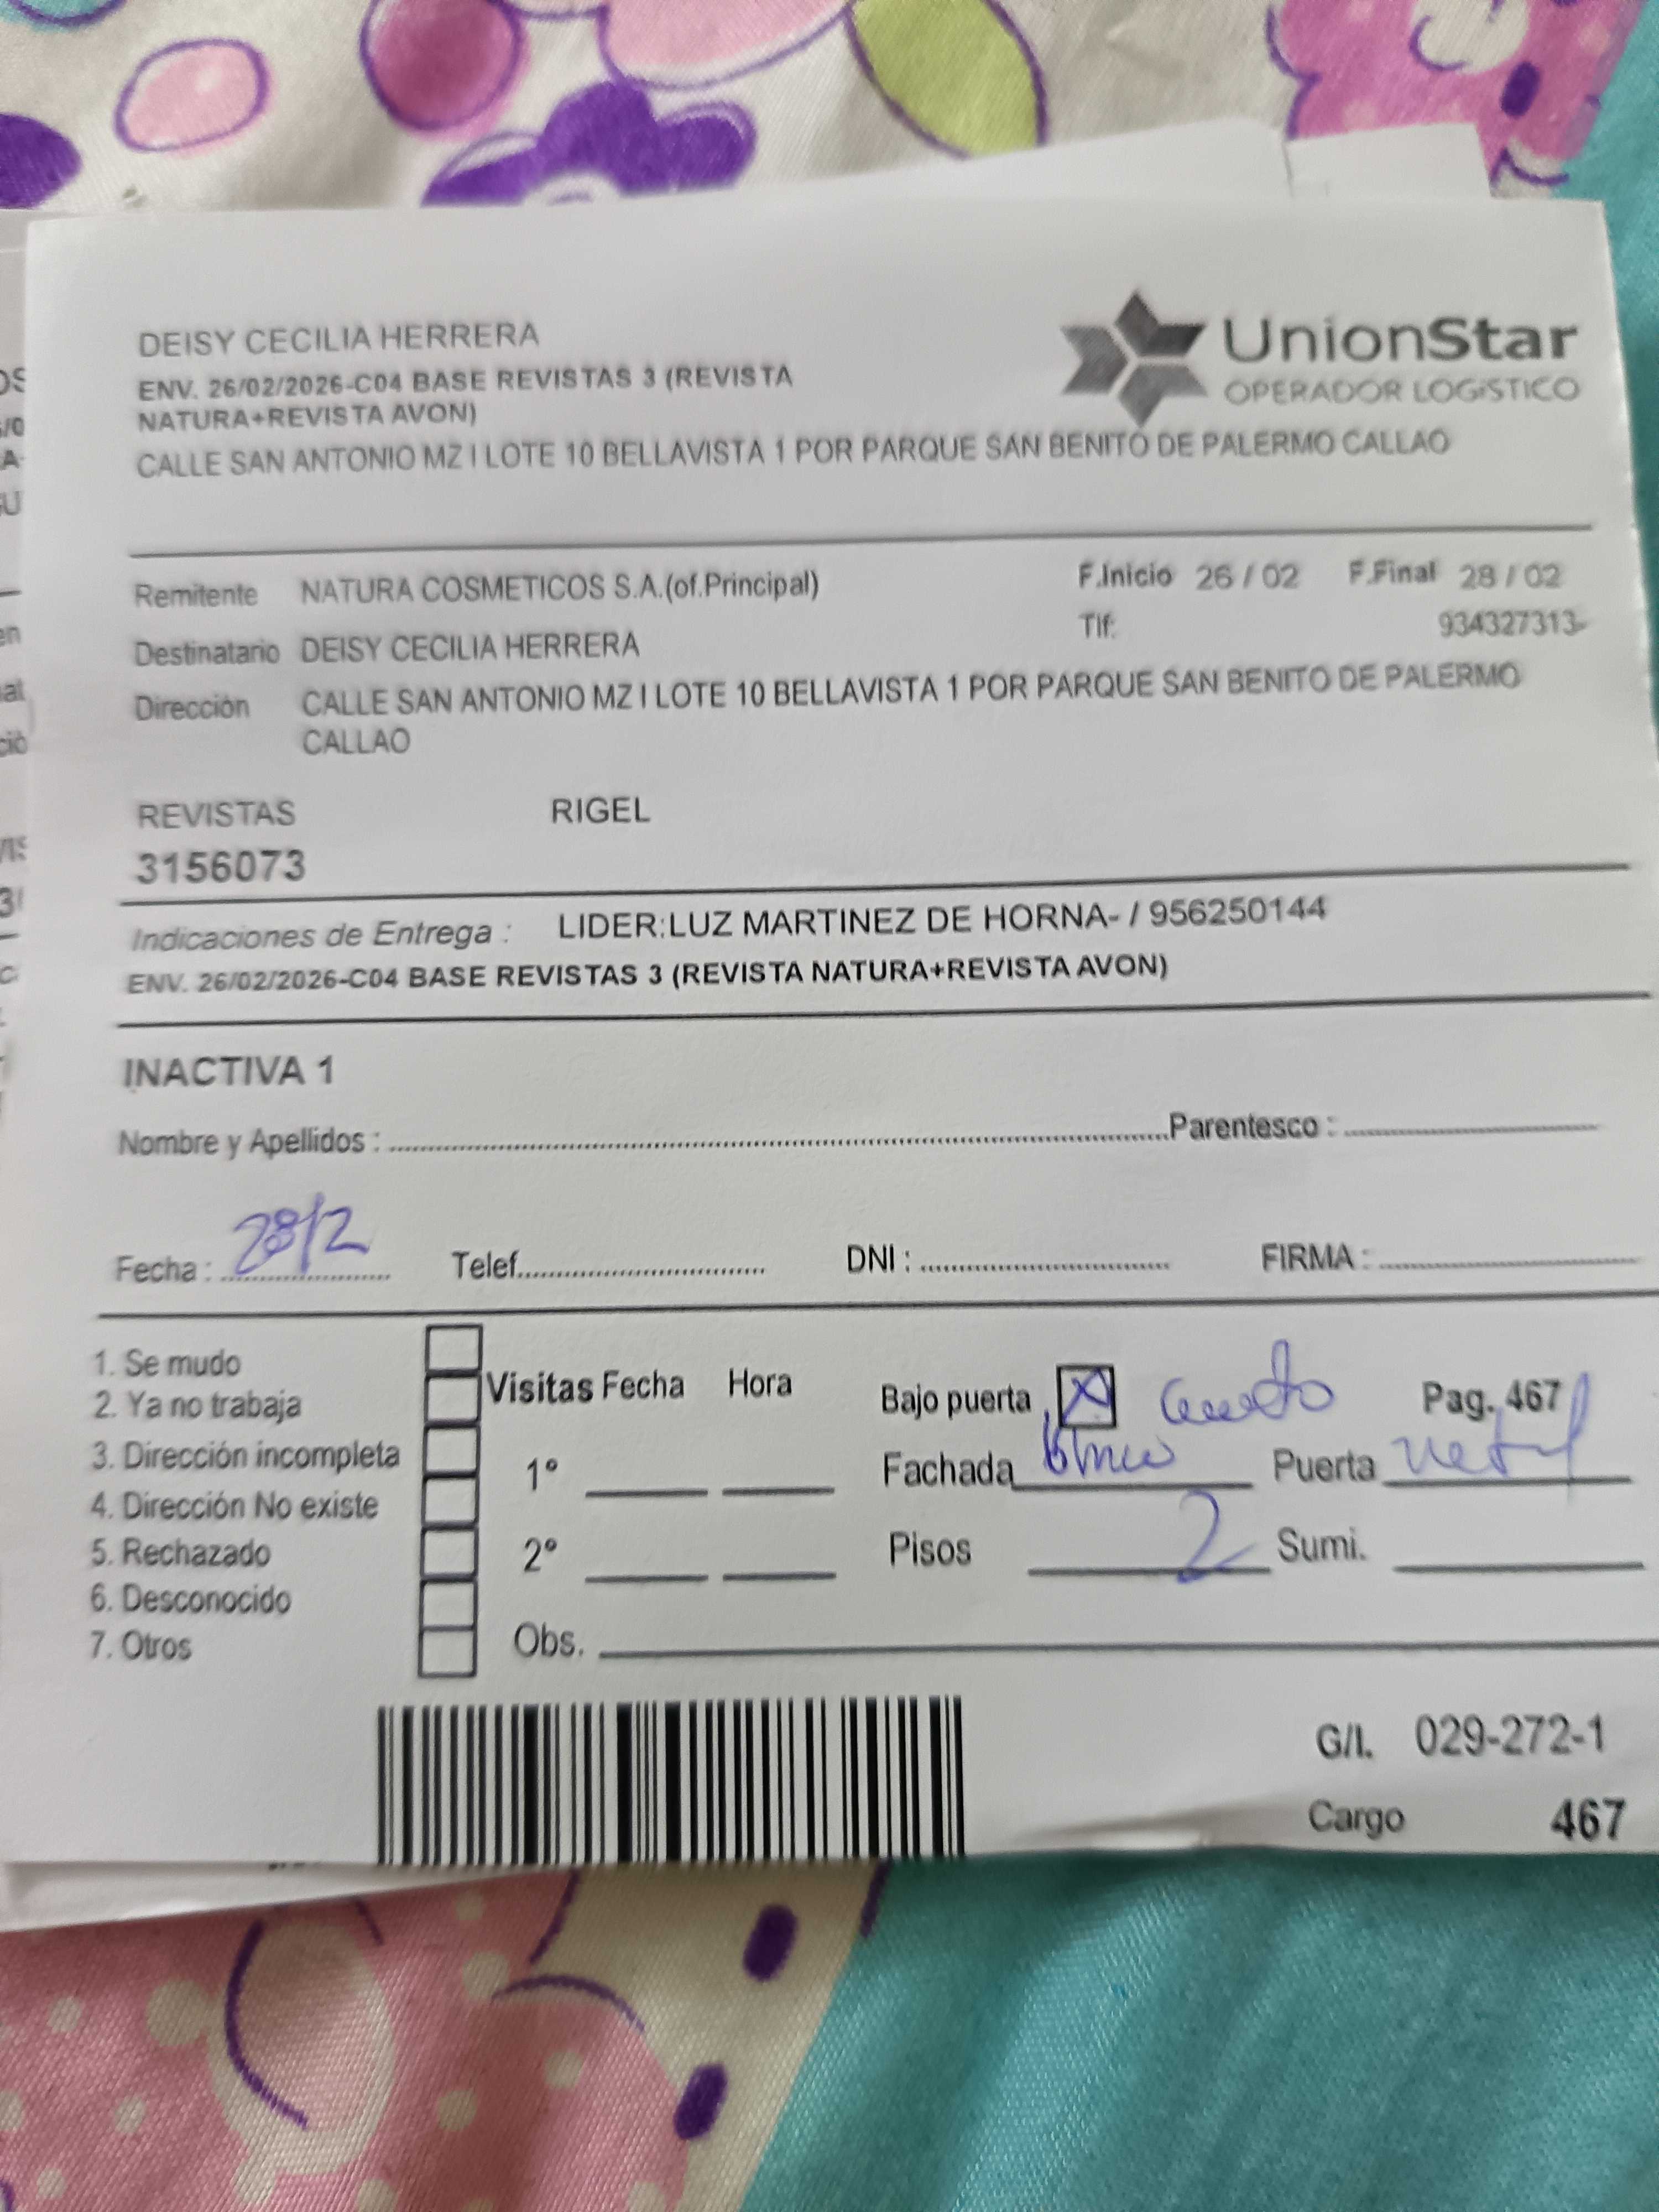 DEISY CECILIA HERRERA
ENV. 26/02/2026-C04 BASE REVISTAS 3 (REVISTA
NATURA+REVISTA AVON)
CALLE SAN ANTONIO MZ I LOTE 10 BELLAVISTA 1 POR PARQUE SAN BENITO DE PALERMO CALLAO
UnionStar
OPERADOR LOGÍSTICO
Remitente NATURA COSMETICOS S.A.(of.Principal) F.Inicio 26 / 02 F.Final 28 / 02
Tlf: 934327313-
Destinatario DEISY CECILIA HERRERA
Dirección CALLE SAN ANTONIO MZ I LOTE 10 BELLAVISTA 1 POR PARQUE SAN BENITO DE PALERMO
CALLAO
REVISTAS RIGEL
3156073
Indicaciones de Entrega : LIDER:LUZ MARTINEZ DE HORNA- / 956250144
ENV. 26/02/2026-C04 BASE REVISTAS 3 (REVISTA NATURA+REVISTA AVON)
INACTIVA 1
Nombre y Apellidos : Parentesco :
Fecha : 28/2 Telef. DNI : FIRMA :
1. Se mudo
2. Ya no trabaja
3. Dirección incompleta
4. Dirección No existe
5. Rechazado
6. Desconocido
7. Otros
Visitas Fecha Hora
1°
2°
Obs.
Bajo puerta X Pag. 467
Fachada Puerta
Pisos 2 Sumi.
G/I. 029-272-1
Cargo 467